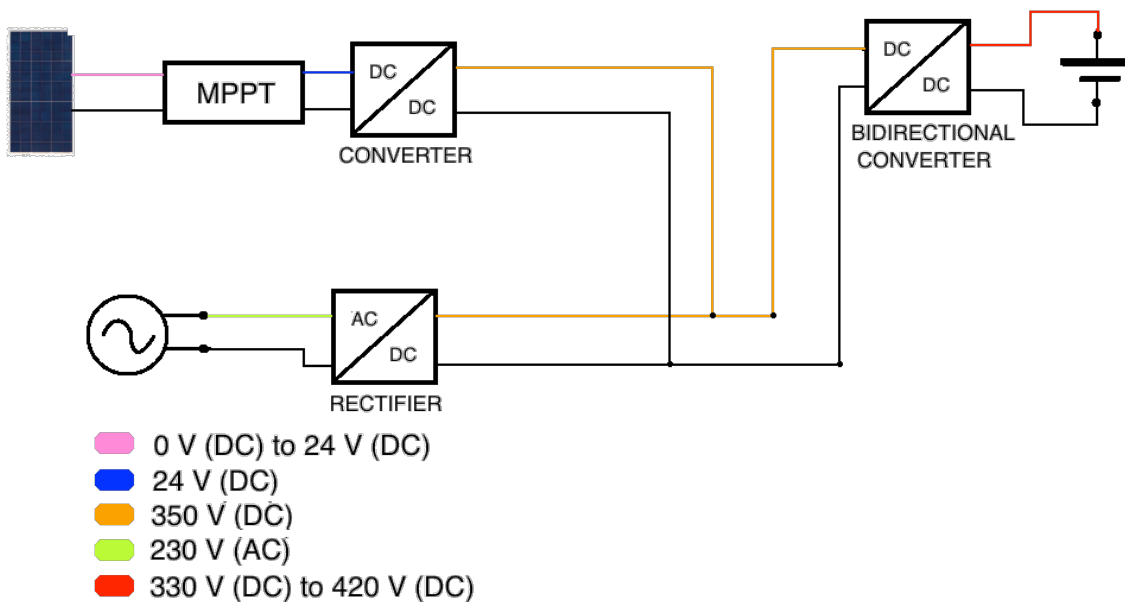 MPPT
DC
DC
CONVERTER
DC
DC
BIDIRECTIONAL
CONVERTER
AC
DC
RECTIFIER
0 V (DC) to 24 V (DC)
24 V (DC)
350 V (DC)
230 V (AC)
330 V (DC) to 420 V (DC)